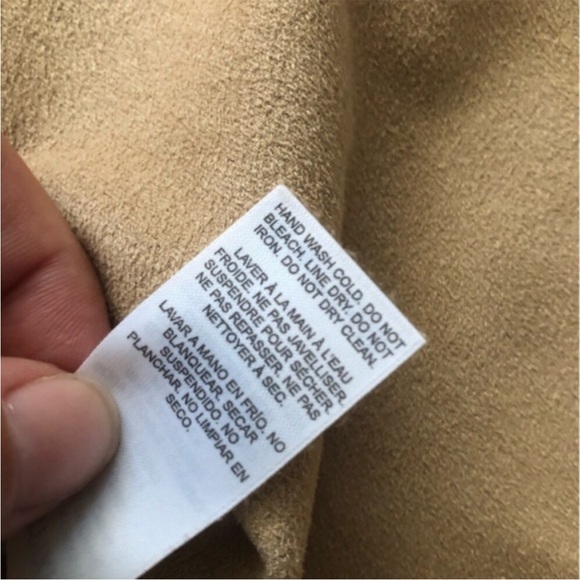 HAND WASH COLD. DO NOT
BLEACH. LINE DRY. DO NOT
IRON. DO NOT DRY CLEAN.
LAVER À LA MAIN À L'EAU
FROIDE. NE PAS JAVELLISER.
SUSPENDRE POUR SÉCHER.
NE PAS REPASSER. NE PAS
NETTOYER À SEC.
LAVAR A MANO EN FRÍO. NO
BLANQUEAR. SECAR
SUSPENDIDO. NO
PLANCHAR. NO LIMPIAR EN
SECO.